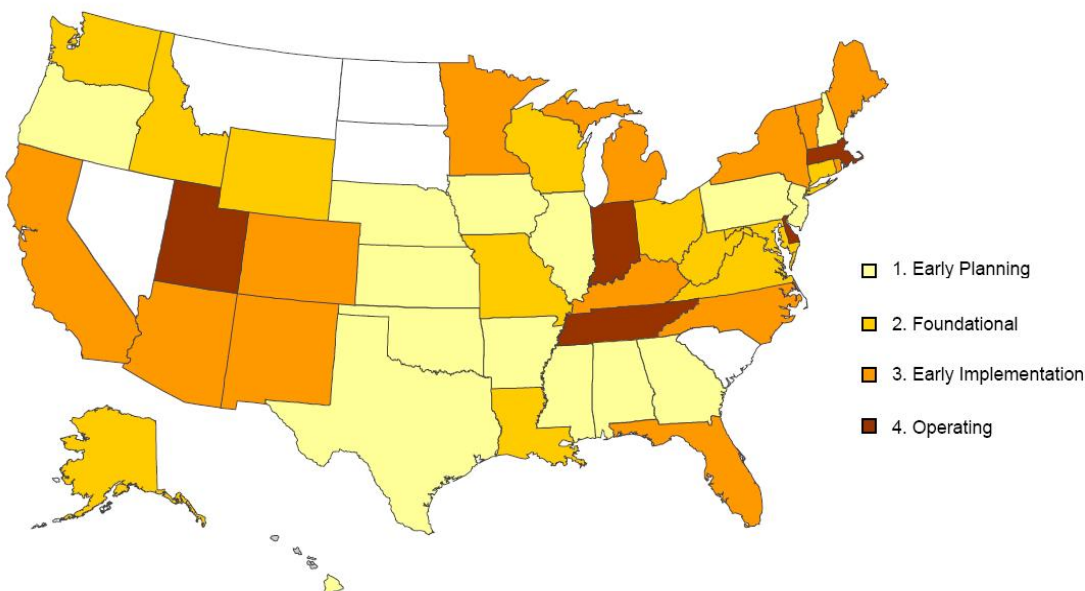 1. Early Planning
2. Foundational
3. Early Implementation
4. Operating